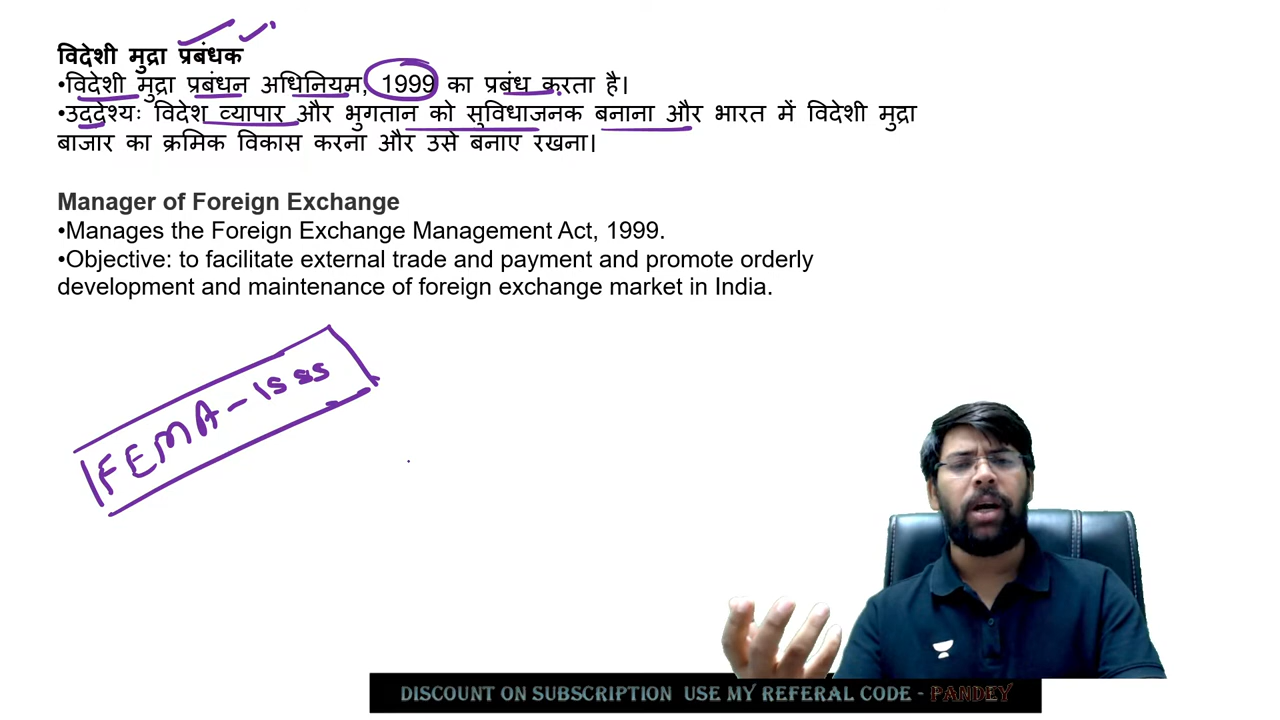 विदेशी मुद्रा प्रबंधक
•विदेशी मुद्रा प्रबंधन अधिनियम, 1999 का प्रबंध करता है।
•उददेश्यः विदेश व्यापार और भुगतान को सुविधाजनक बनाना और भारत में विदेशी मुद्रा
बाजार का क्रमिक विकास करना और उसे बनाए रखना।
Manager of Foreign Exchange
•Manages the Foreign Exchange Management Act, 1999.
•Objective: to facilitate external trade and payment and promote orderly
development and maintenance of foreign exchange market in India.
FEMA-1999
DISCOUNT ON SUBSCRIPTION USE MY REFERAL CODE - PANDEY